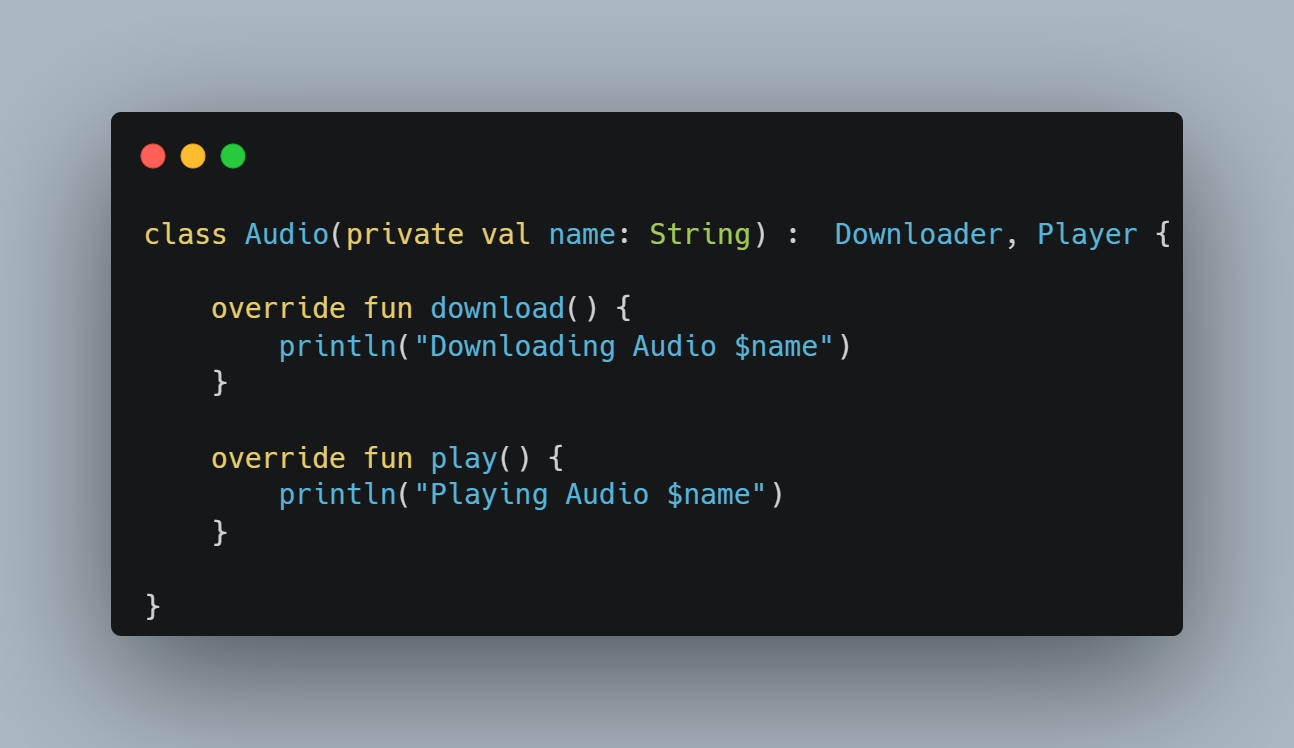 class Audio(private val name: String) :  Downloader, Player {
    override fun download() {
        println("Downloading Audio $name")
    }
    override fun play() {
        println("Playing Audio $name")
    }
}